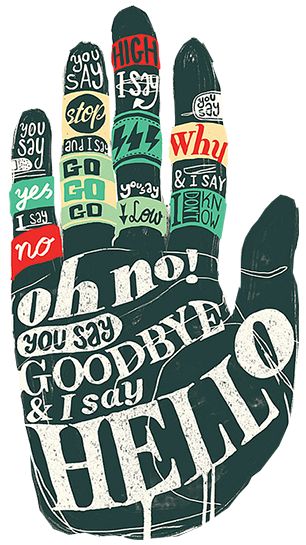 you
SAY
yes
I say
no
you
SAY
stop
and I say
GO
GO
GO
HIGH
I say
you say
LOW
you
say
Why
& I SAY
I DON'T
KNOW
oh no!
you SAY
GOODBYE
& I say
HELLO